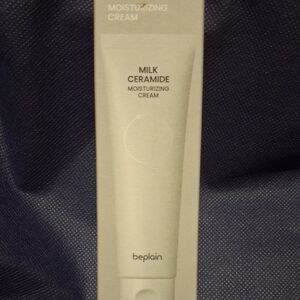 MOISTURIZING
CREAM
MILK
CERAMIDE
MOISTURIZING
CREAM
beplain